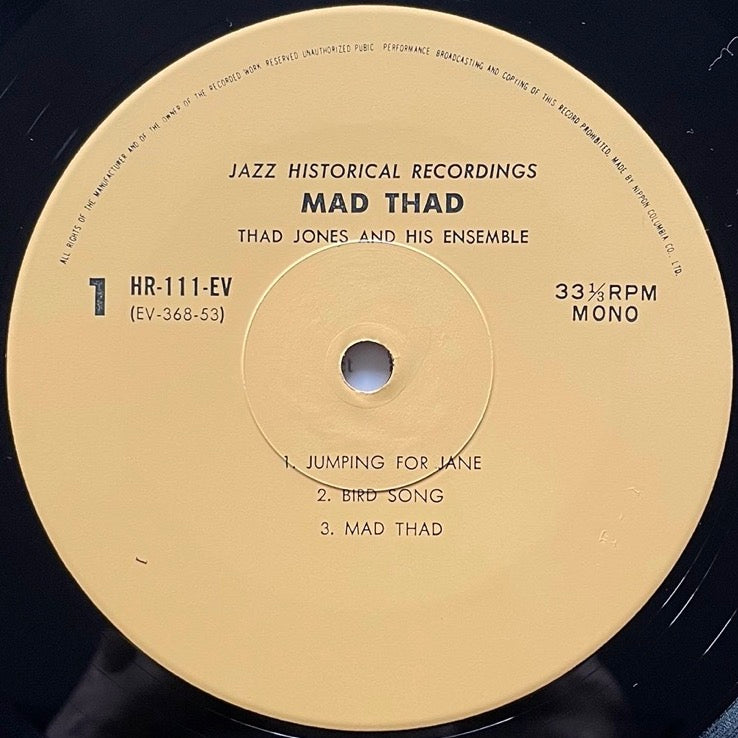 ALL RIGHTS OF THE MANUFACTURER AND OF THE OWNER OF THE RECORDED WORK RESERVED UNAUTHORIZED PUBIC PERFORMANCE BROADCASTING AND COPYING OF THIS RECORD PROHIBITED. MADE BY NIPPON COLUMBIA CO., LTD.
JAZZ HISTORICAL RECORDINGS
MAD THAD
THAD JONES AND HIS ENSEMBLE
1
HR-111-EV
(EV-368-53)
33⅓RPM
MONO
1. JUMPING FOR JANE
2. BIRD SONG
3. MAD THAD